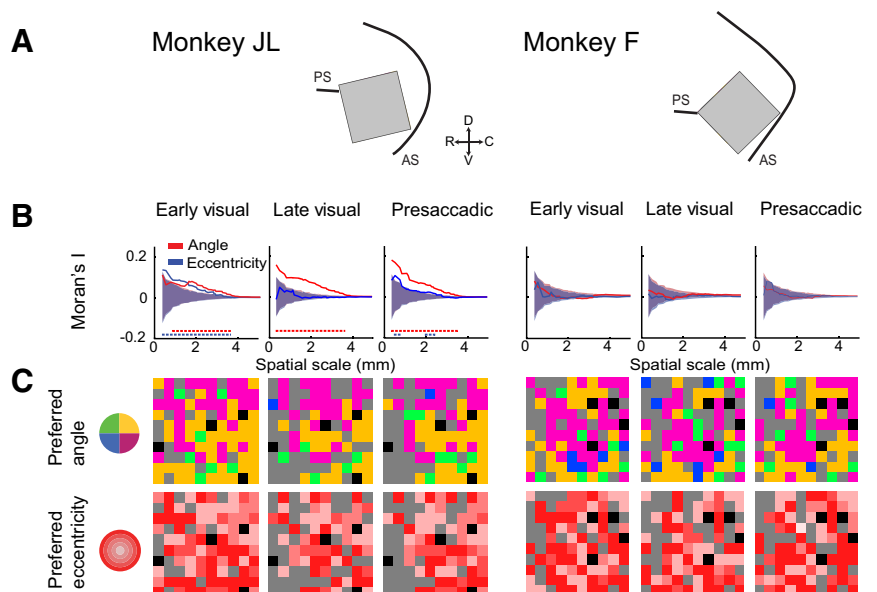 A
Monkey JL
Monkey F
PS
AS
D
R
C
V
PS
AS
B
Early visual
Late visual
Presaccadic
Early visual
Late visual
Presaccadic
Moran's I
0.2
0
-0.2
Angle
Eccentricity
0 2 4
0 2 4
0 2 4
0 2 4
0 2 4
0 2 4
Spatial scale (mm)
Spatial scale (mm)
C
Preferred
angle
Preferred
eccentricity